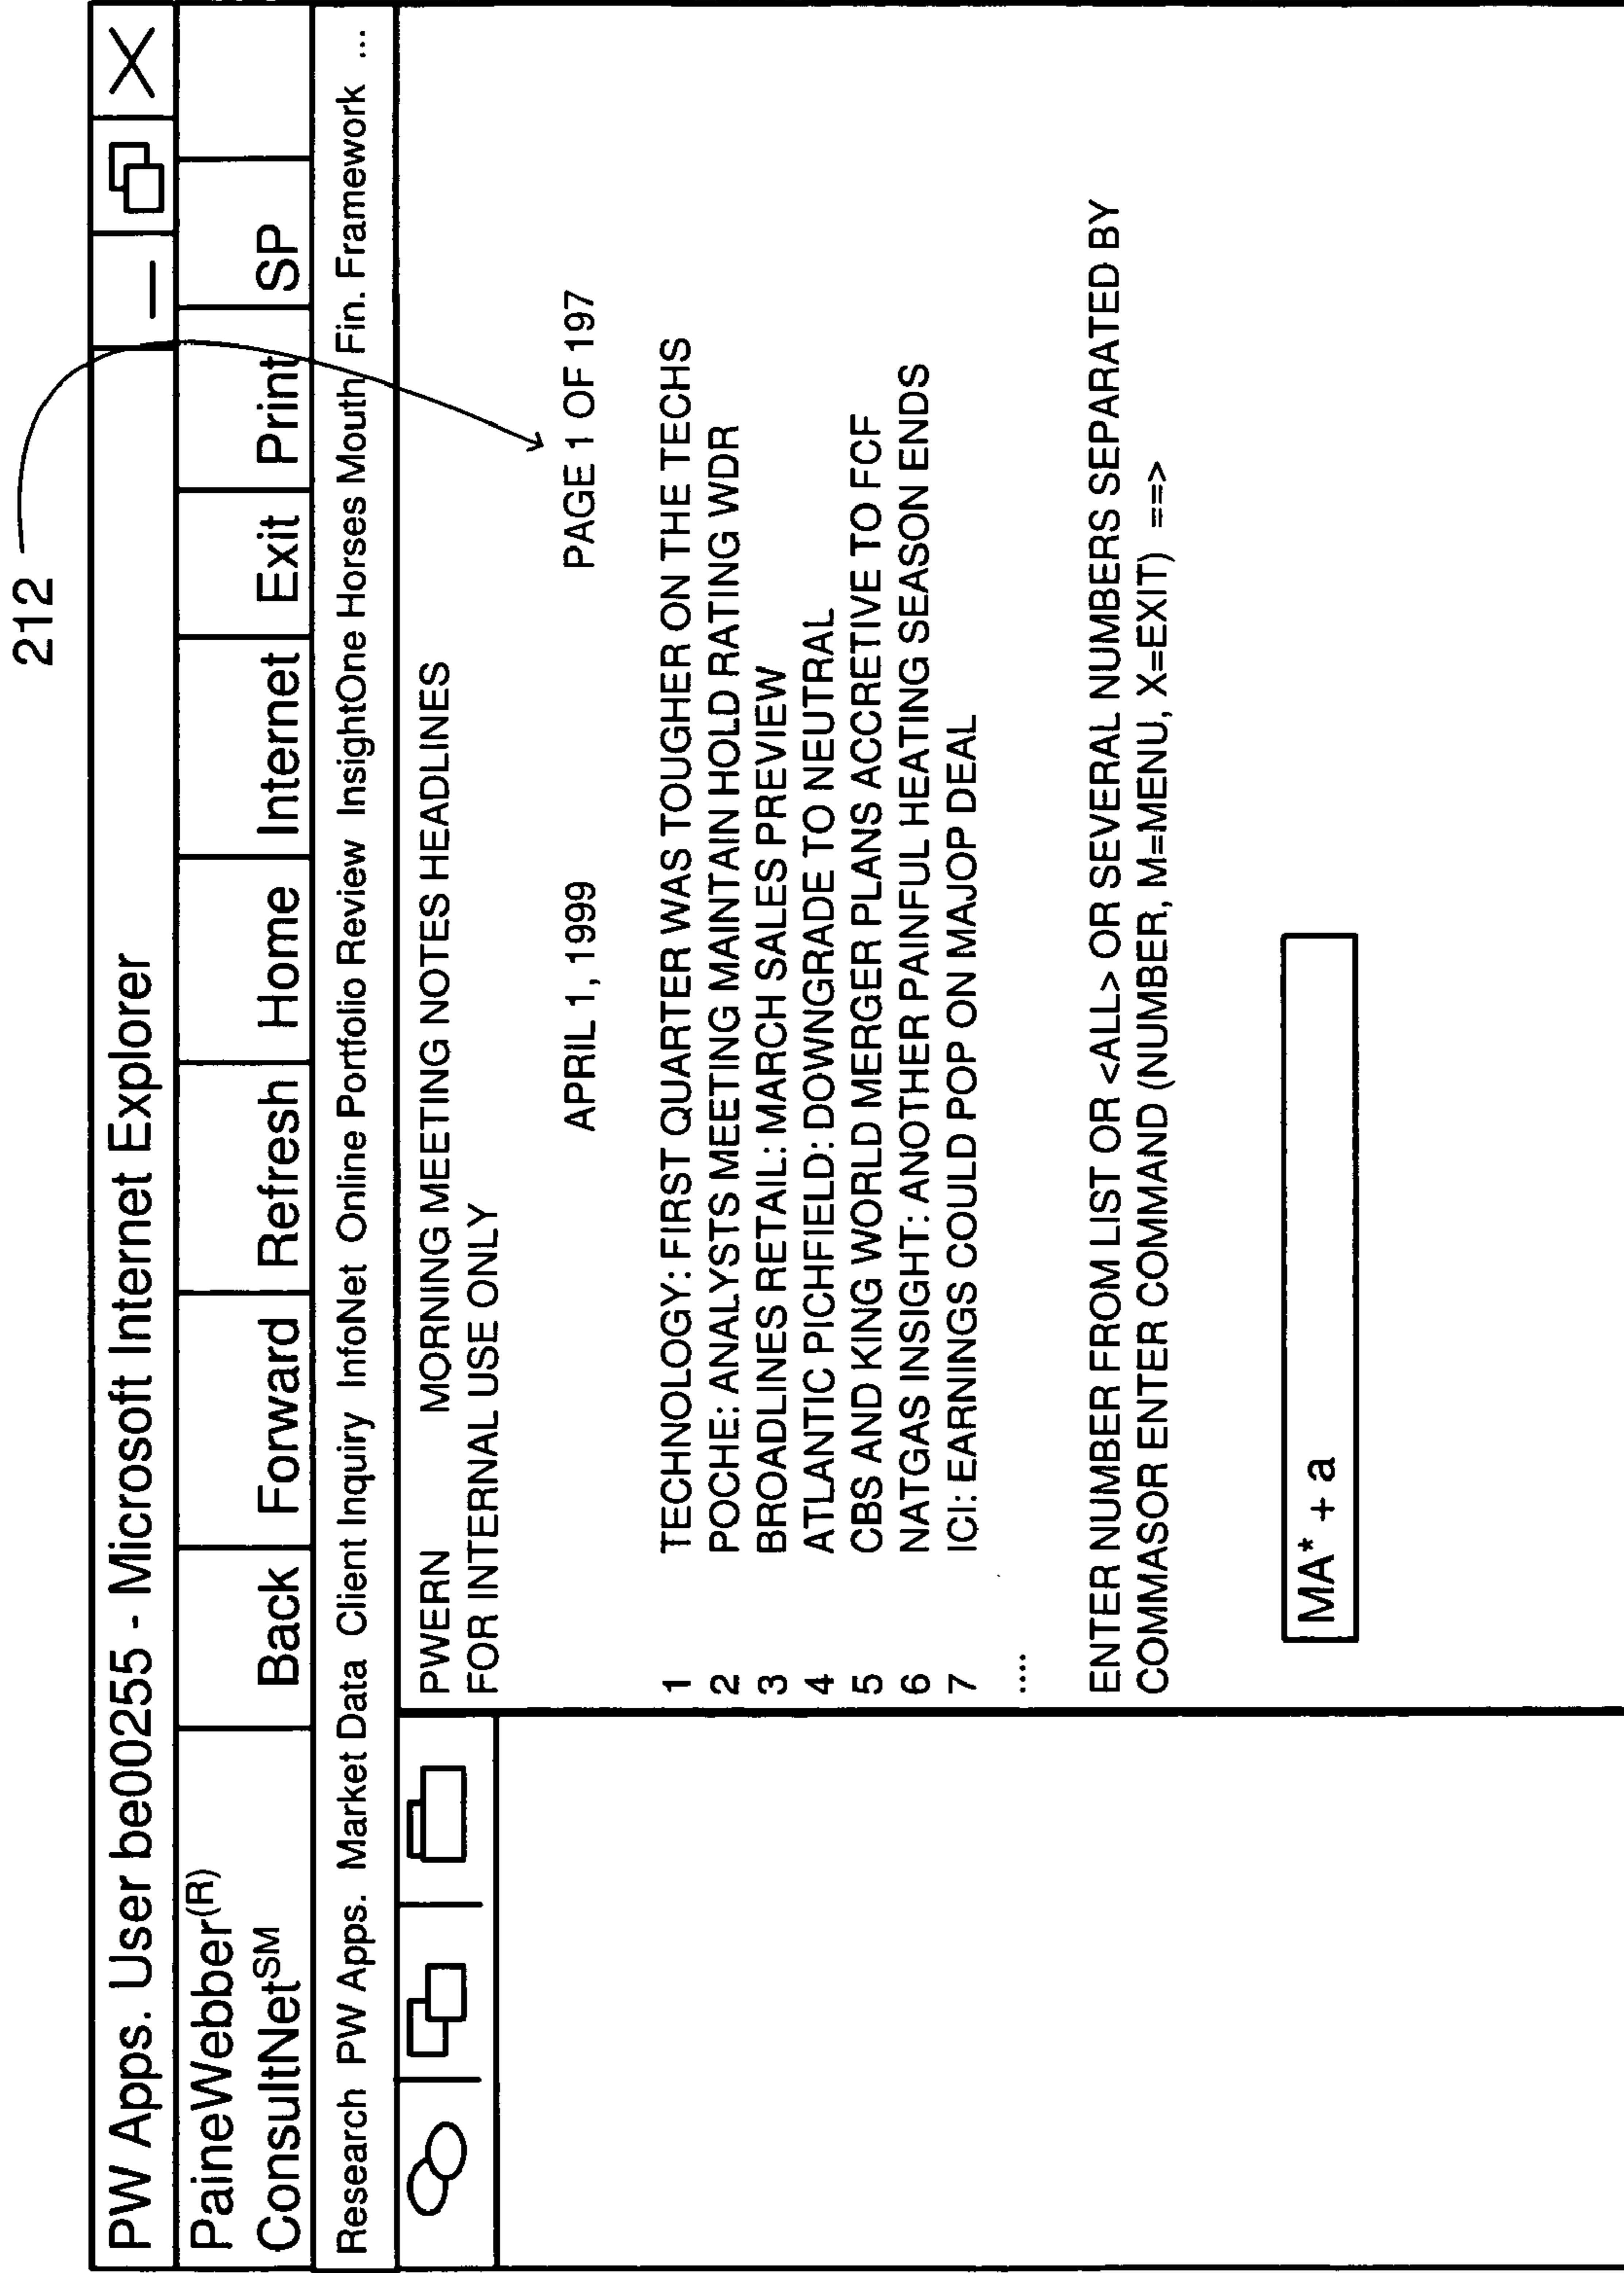 212
PW Apps. User be00255 - Microsoft Internet Explorer
PaineWebber(R)
ConsultNetSM
Back Forward Refresh Home Internet Exit Print SP
Research PW Apps. Market Data Client Inquiry InfoNet Online Portfolio Review InsightOne Horses Mouth Fin. Framework ...
PWERN MORNING MEETING NOTES HEADLINES
FOR INTERNAL USE ONLY
APRIL 1, 1999 PAGE 1 OF 197
1 TECHNOLOGY: FIRST QUARTER WAS TOUGHER ON THE TECHS
2 POCHE: ANALYSTS MEETING MAINTAIN HOLD RATING WDR
3 BROADLINES RETAIL: MARCH SALES PREVIEW
4 ATLANTIC PICHFIELD: DOWNGRADE TO NEUTRAL
5 CBS AND KING WORLD MERGER PLANS ACCRETIVE TO FCF
6 NATGAS INSIGHT: ANOTHER PAINFUL HEATING SEASON ENDS
7 ICI: EARNINGS COULD POP ON MAJOP DEAL
....
ENTER NUMBER FROM LIST OR <ALL> OR SEVERAL NUMBERS SEPARATED BY
COMMASOR ENTER COMMAND (NUMBER, M=MENU, X=EXIT) ==>
MA* + a